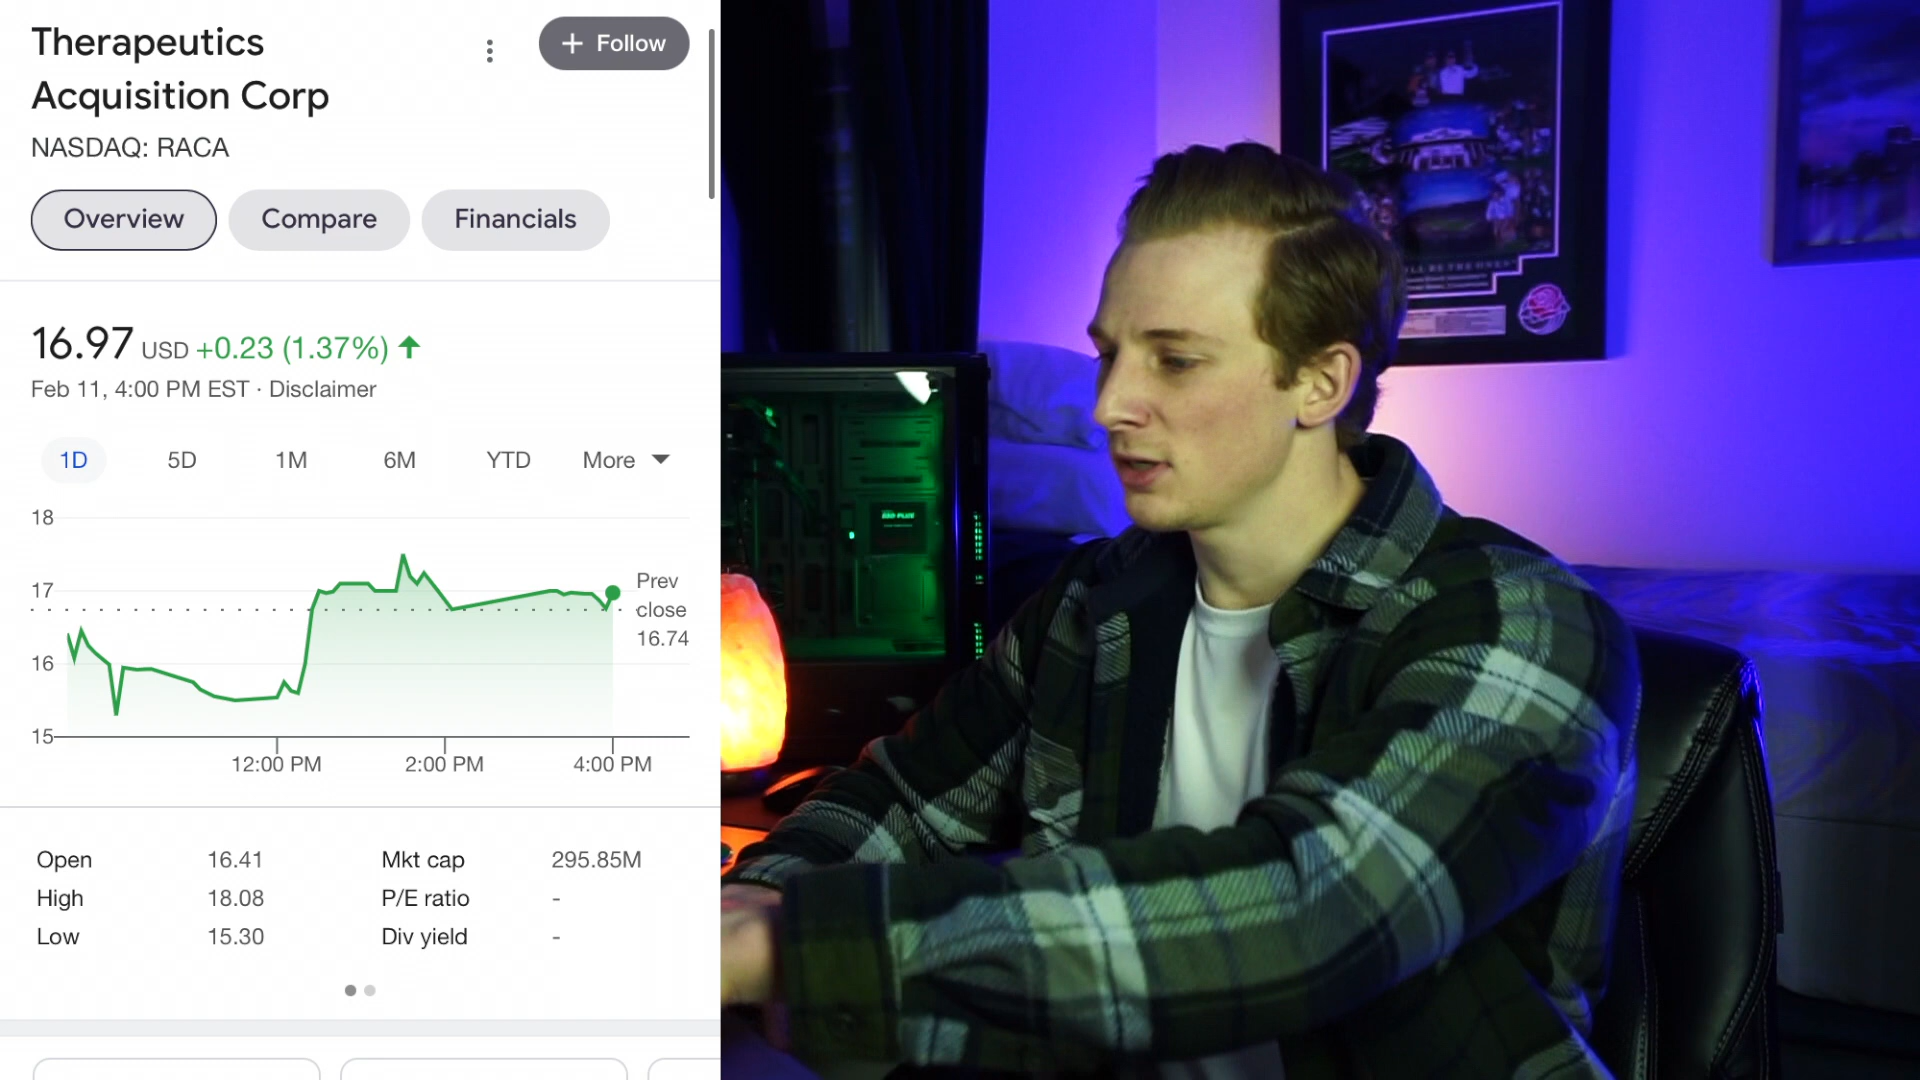 Therapeutics
Acquisition Corp
+ Follow
NASDAQ: RACA
Overview
Compare
Financials
16.97 USD +0.23 (1.37%)
Feb 11, 4:00 PM EST · Disclaimer
1D 5D 1M 6M YTD More
18
17
16
15
Prev
close
16.74
12:00 PM 2:00 PM 4:00 PM
Open 16.41 Mkt cap 295.85M
High 18.08 P/E ratio -
Low 15.30 Div yield -